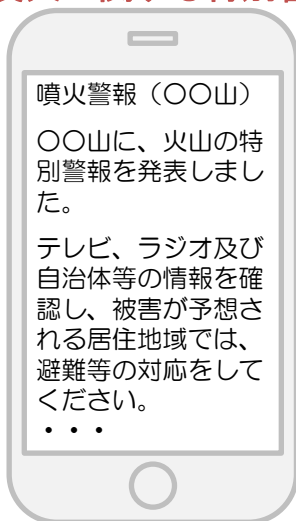 噴火警報（〇〇山）
〇〇山に、火山の特
別警報を発表しまし
た。
テレビ、ラジオ及び
自治体等の情報を確
認し、被害が予想さ
れる居住地域では、
避難等の対応をして
ください。
・・・